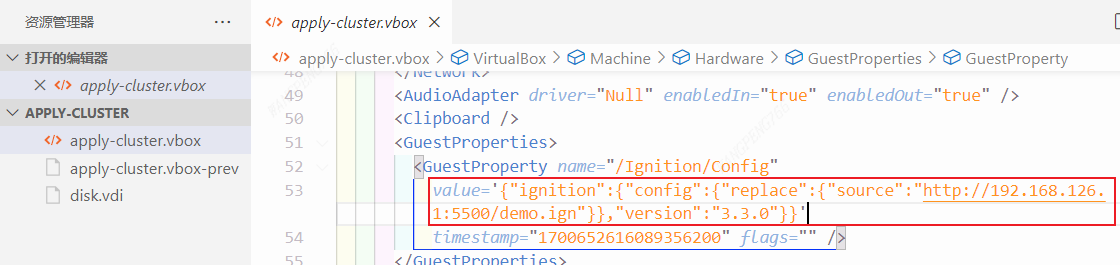 资源管理器 ···
apply-cluster.vbox ×
打开的编辑器
× apply-cluster.vbox
APPLY-CLUSTER
apply-cluster.vbox
apply-cluster.vbox-prev
disk.vdi
apply-cluster.vbox > VirtualBox > Machine > Hardware > GuestProperties > GuestProperty
48 </Network>
49 <AudioAdapter driver="Null" enabledIn="true" enabledOut="true" />
50 <Clipboard />
51 <GuestProperties>
52 <GuestProperty name="/Ignition/Config"
53 value='{"ignition":{"config":{"replace":{"source":"http://192.168.126.
1:5500/demo.ign"}},"version":"3.3.0"}}'
54 timestamp="1700652616089356200" flags="" />
55 </GuestProperties>